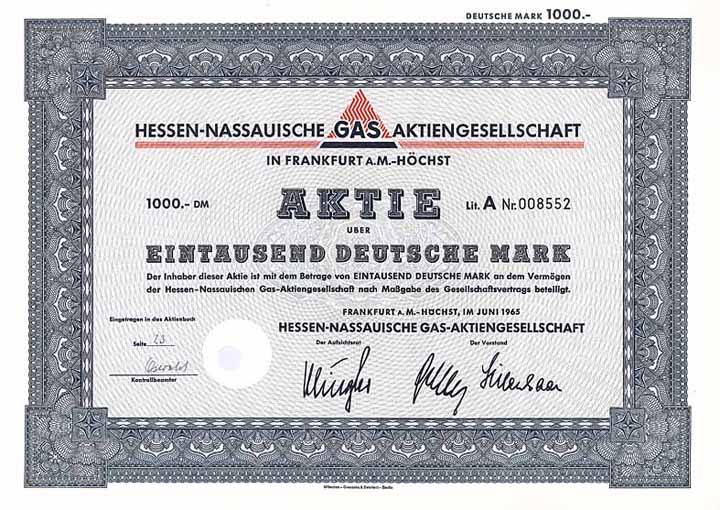 DEUTSCHE MARK 1000.-
HESSEN-NASSAUISCHE GAS AKTIENGESELLSCHAFT
IN FRANKFURT A.M.-HÖCHST
1000.- DM AKTIE Lit. A Nr. 008552
ÜBER
EINTAUSEND DEUTSCHE MARK
Der Inhaber dieser Aktie ist mit dem Betrage von EINTAUSEND DEUTSCHE MARK an dem Vermögen
der Hessen-Nassauischen Gas-Aktiengesellschaft nach Maßgabe des Gesellschaftsvertrags beteiligt.
FRANKFURT A.M.-HÖCHST, IM JUNI 1965
Eingetragen in das Aktienbuch
HESSEN-NASSAUISCHE GAS-AKTIENGESELLSCHAFT
Seite 23
Der Aufsichtsrat Der Vorstand
Kontrollbeamter